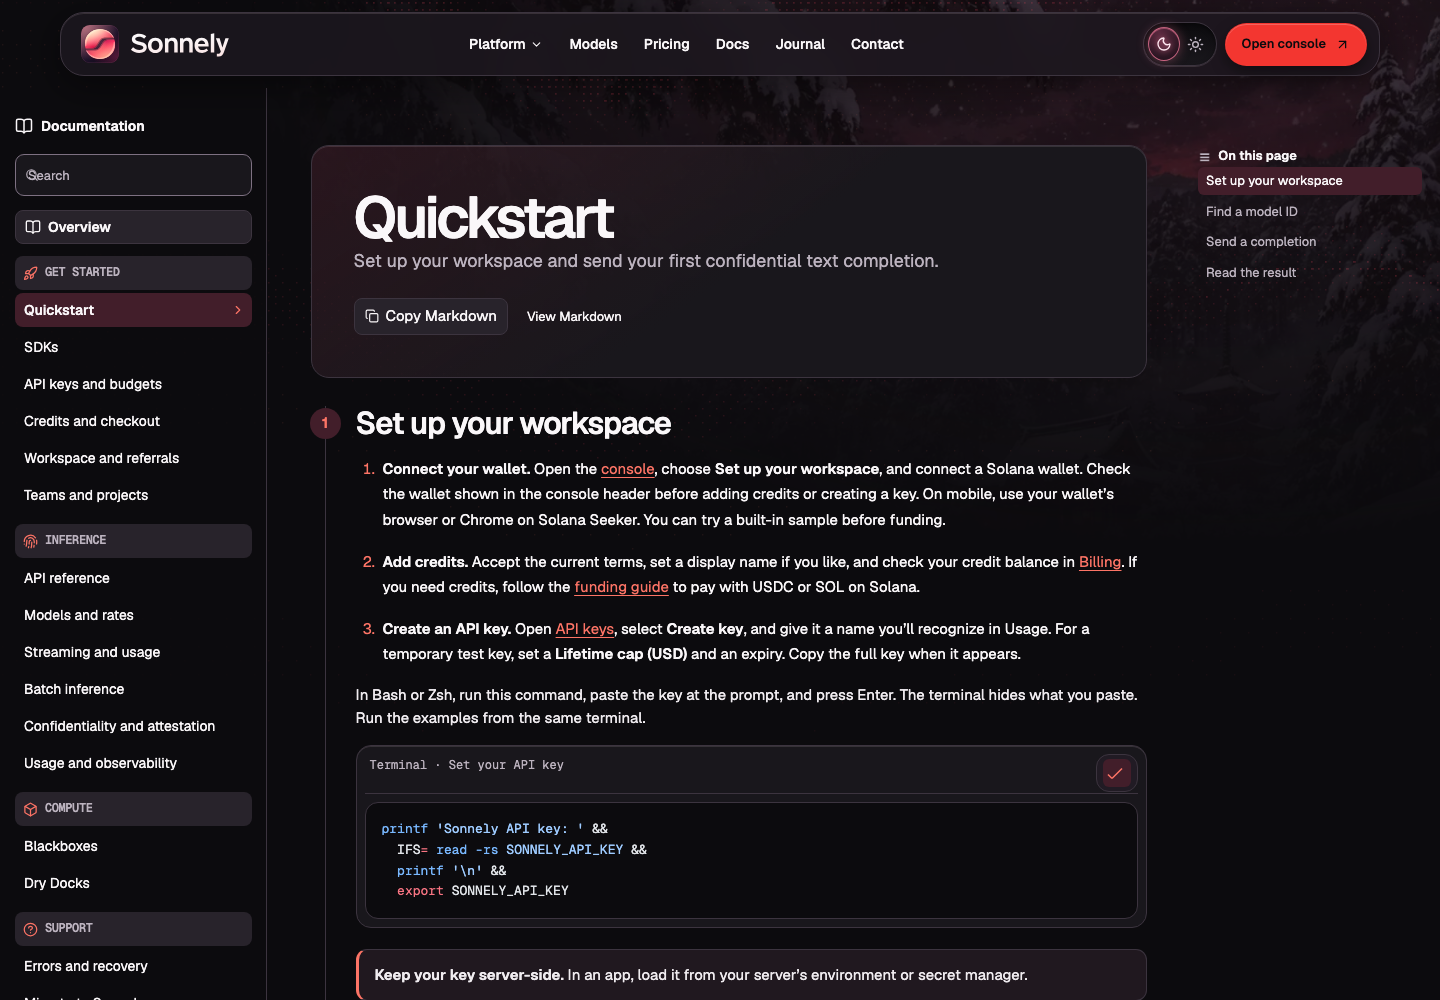 Sonnely
Platform
Models
Pricing
Docs
Journal
Contact
Open console
Documentation
Search
Overview
GET STARTED
Quickstart
SDKs
API keys and budgets
Credits and checkout
Workspace and referrals
Teams and projects
INFERENCE
API reference
Models and rates
Streaming and usage
Batch inference
Confidentiality and attestation
Usage and observability
COMPUTE
Blackboxes
Dry Docks
SUPPORT
Errors and recovery
Quickstart
Set up your workspace and send your first confidential text completion.
Copy Markdown
View Markdown
1
Set up your workspace
1. Connect your wallet. Open the console, choose Set up your workspace, and connect a Solana wallet. Check
the wallet shown in the console header before adding credits or creating a key. On mobile, use your wallet's
browser or Chrome on Solana Seeker. You can try a built-in sample before funding.
2. Add credits. Accept the current terms, set a display name if you like, and check your credit balance in Billing. If
you need credits, follow the funding guide to pay with USDC or SOL on Solana.
3. Create an API key. Open API keys, select Create key, and give it a name you'll recognize in Usage. For a
temporary test key, set a Lifetime cap (USD) and an expiry. Copy the full key when it appears.
In Bash or Zsh, run this command, paste the key at the prompt, and press Enter. The terminal hides what you paste.
Run the examples from the same terminal.
Terminal · Set your API key
printf 'Sonnely API key: ' &&
IFS= read -rs SONNELY_API_KEY &&
printf '\n' &&
export SONNELY_API_KEY
Keep your key server-side. In an app, load it from your server's environment or secret manager.
On this page
Set up your workspace
Find a model ID
Send a completion
Read the result